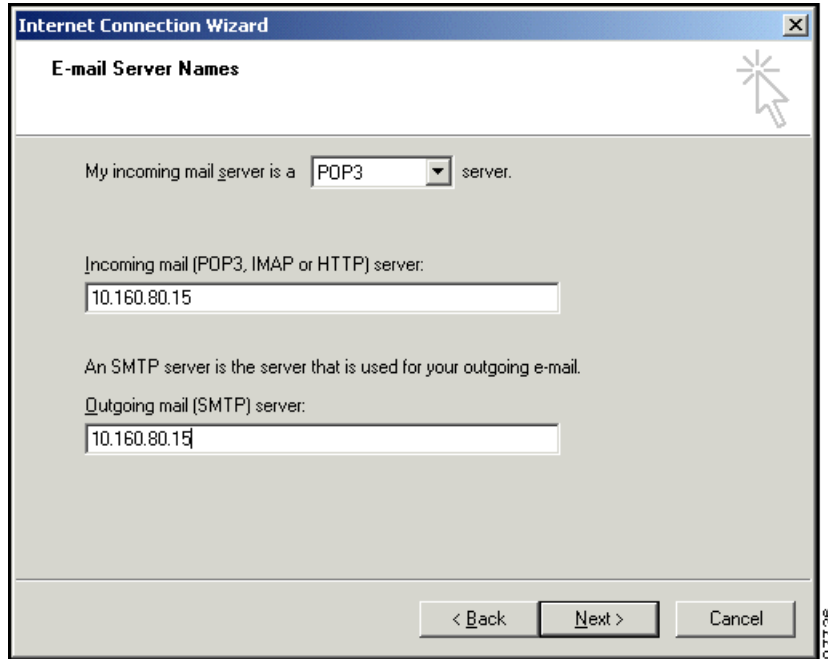 Internet Connection Wizard
E-mail Server Names
My incoming mail server is a POP3 server.
Incoming mail (POP3, IMAP or HTTP) server:
10.160.80.15
An SMTP server is the server that is used for your outgoing e-mail.
Outgoing mail (SMTP) server:
10.160.80.15
< Back Next > Cancel